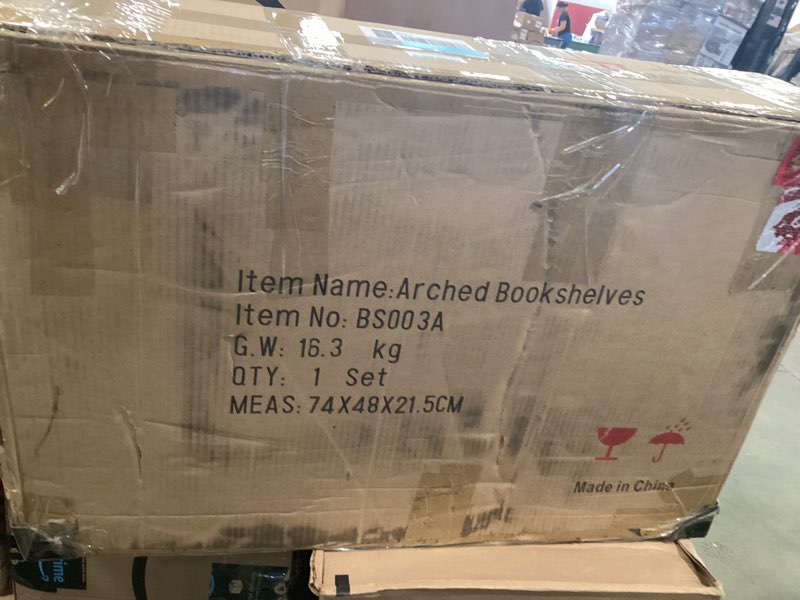 Item Name:Arched Bookshelves
Item No: BS003A
G.W: 16.3 kg
QTY: 1 Set
MEAS: 74X48X21.5CM
Made in China